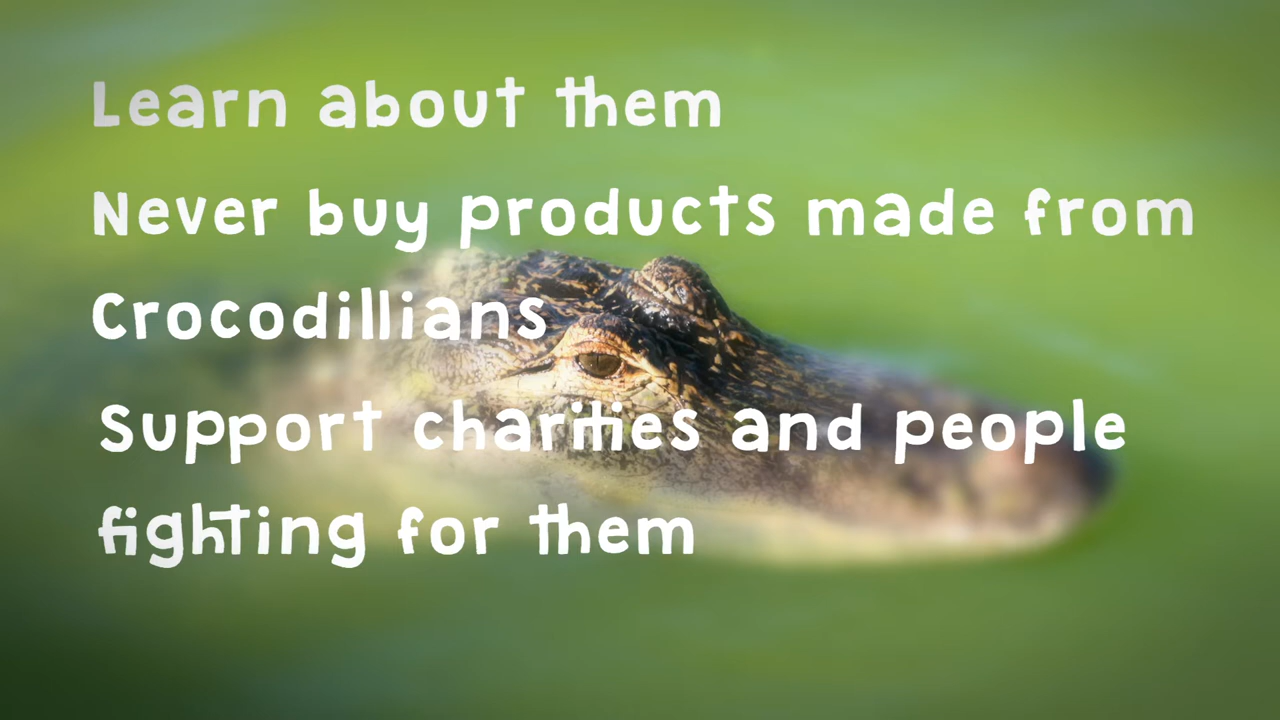 Learn about them
Never buy products made from
Crocodillians
Support charities and people
fighting for them